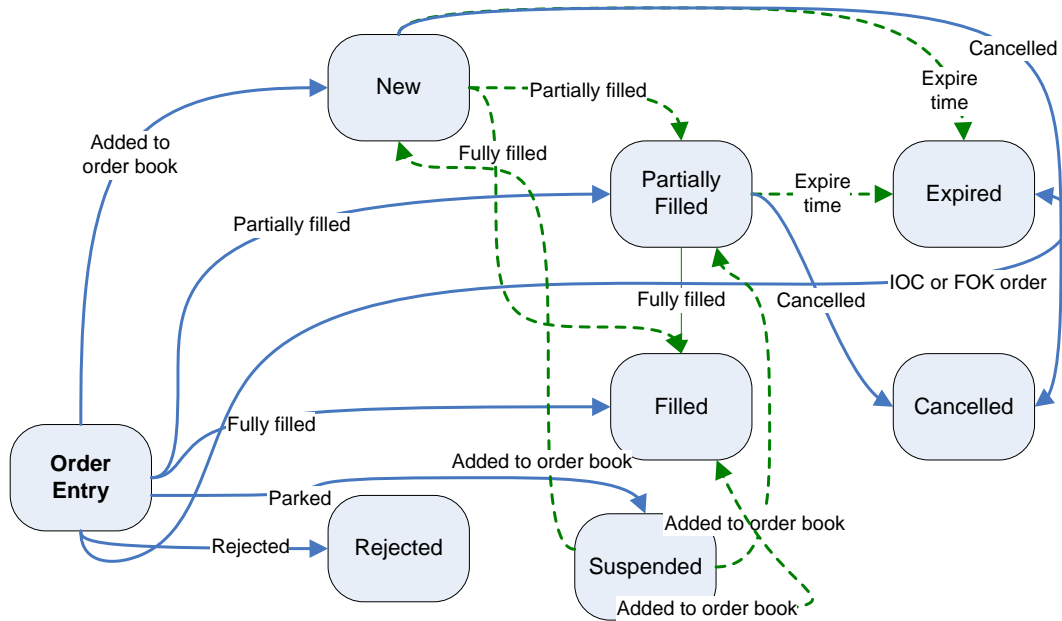 Cancelled
New
Expire
time
Partially filled
Added to
order book
Fully filled
Partially
Filled
Expire
time
Expired
Partially filled
IOC or FOK order
Fully filled
Cancelled
Filled
Cancelled
Fully filled
Order
Entry
Added to order book
Parked
Added to order book
Rejected
Rejected
Suspended
Added to order book